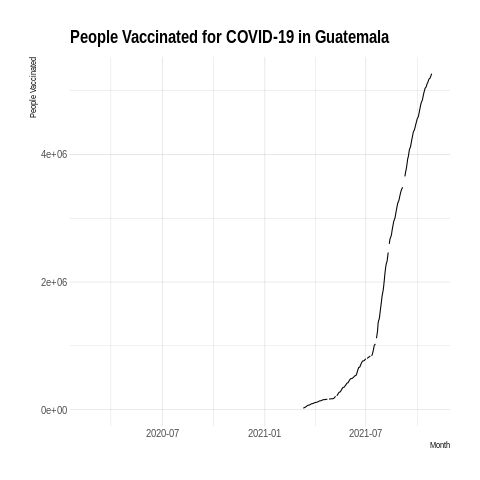 People Vaccinated for COVID-19 in Guatemala
People Vaccinated
4e+06
2e+06
0e+00
2020-07
2021-01
2021-07
Month